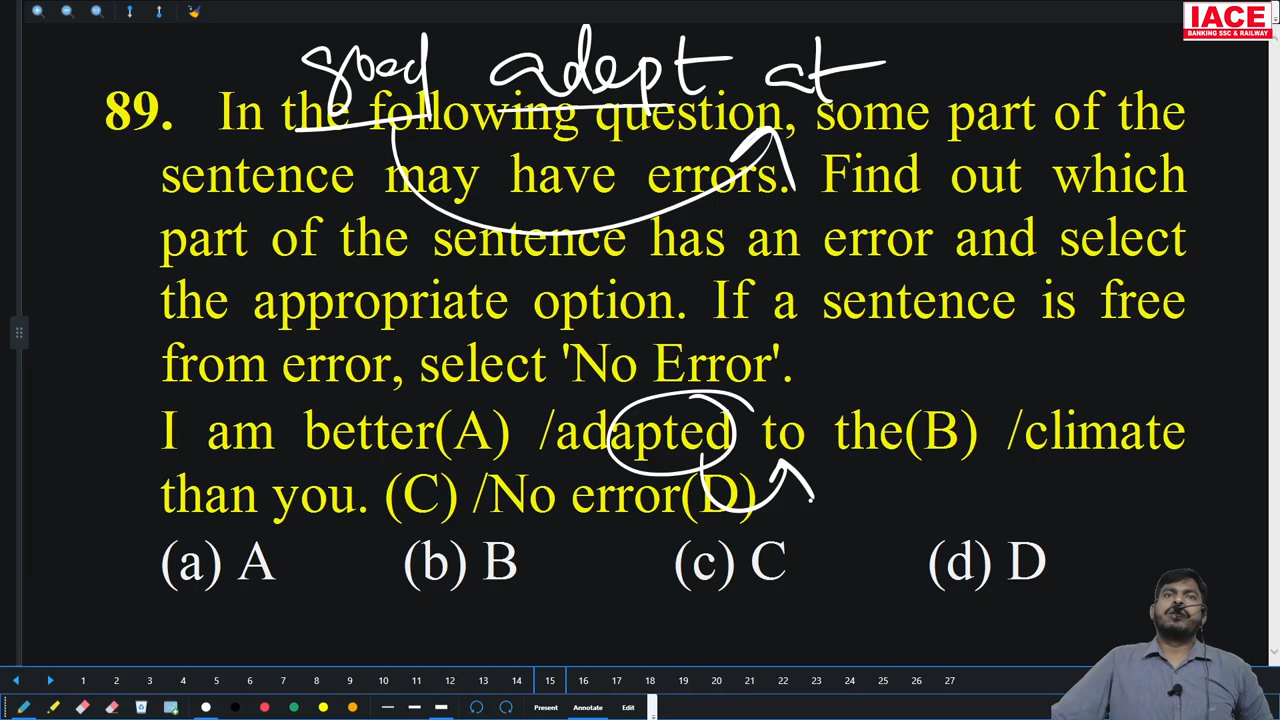 IACE
BANKING SSC & RAILWAY
good adept at
89. In the following question, some part of the
sentence may have errors. Find out which
part of the sentence has an error and select
the appropriate option. If a sentence is free
from error, select 'No Error'.
I am better(A) /adapted to the(B) /climate
than you. (C) /No error(D)
(a) A (b) B (c) C (d) D
1 2 3 4 5 6 7 8 9 10 11 12 13 14 15 16 17 18 19 20 21 22 23 24 25 26 27
Present Annotate Edit